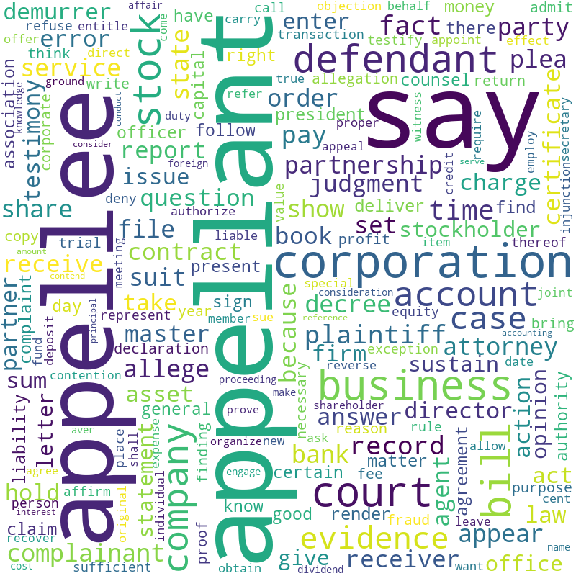 demurrer
refuse
entitle
affair
offer
think
error
direct
come
carry
call
objection
behalf
money
transaction
testify
appoint
effect
admit
have
enter
fact
there
party
association
knowledge
service
ground
write
corporate
testimony
stock
state
capital
right
defendant
plea
true
allegation
counsel
return
refer
order
president
say
conduct
duty
officer
follow
proper
witness
require
employ
certificate
injunction
secretary
consider
foreign
report
pay
appeal
partnership
credit
serve
issue
judgment
charge
share
deny
question
authorize
value
show
deliver
time
find
copy
trial
file
liable
book
profit
set
stockholder
item
thereof
amount
content
meeting
contract
present
receive
suit
special
consideration
corporation
joint
partner
complaint
day
take
year
sign
member
sue
because
decree
reference
account
fund
deposit
principal
represent
master
equity
plaintiff
case
bring
accounting
contention
declaration
proceeding
necessary
firm
exception
attorney
sum
allege
make
reverse
sustain
date
appellee
appellant
asset
prove
shareholder
business
liability
letter
aver
general
finding
organize
new
answer
director
action
opinion
authority
place
shall
expense
ask
reason
rule
allow
agree
individual
company
engage
bank
record
matter
bill
hold
affirm
original
statement
certain
fee
agent
agreement
purpose
act
person
interest
know
good
render
court
cent
claim
proof
fraud
leave
law
recover
evidence
appear
complainant
give
receiver
office
cost
sufficient
obtain
dividend
want
name